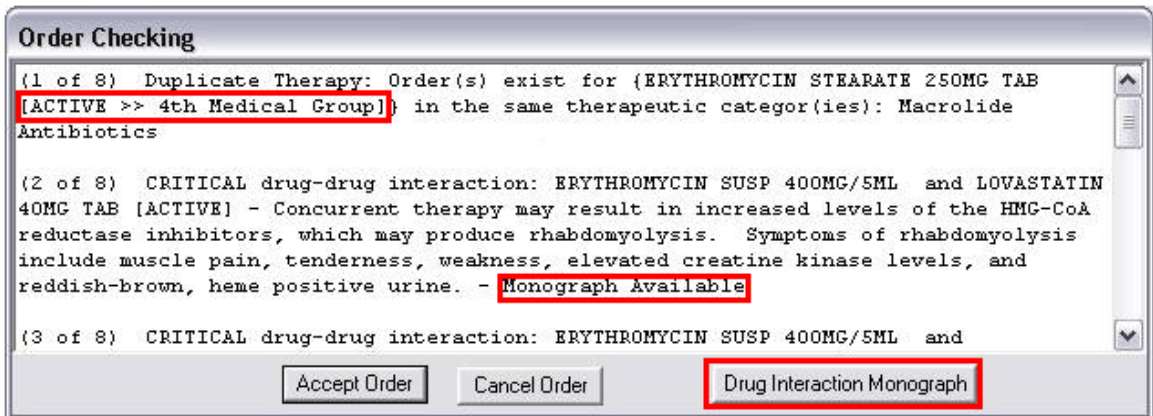 Order Checking
(1 of 8)  Duplicate Therapy: Order(s) exist for {ERYTHROMYCIN STEARATE 250MG TAB
[ACTIVE >> 4th Medical Group]} in the same therapeutic categor(ies): Macrolide
Antibiotics
(2 of 8)  CRITICAL drug-drug interaction: ERYTHROMYCIN SUSP 400MG/5ML  and LOVASTATIN
40MG TAB [ACTIVE] - Concurrent therapy may result in increased levels of the HMG-CoA
reductase inhibitors, which may produce rhabdomyolysis.  Symptoms of rhabdomyolysis
include muscle pain, tenderness, weakness, elevated creatine kinase levels, and
reddish-brown, heme positive urine. - Monograph Available
(3 of 8)  CRITICAL drug-drug interaction: ERYTHROMYCIN SUSP 400MG/5ML  and
Accept Order Cancel Order Drug Interaction Monograph